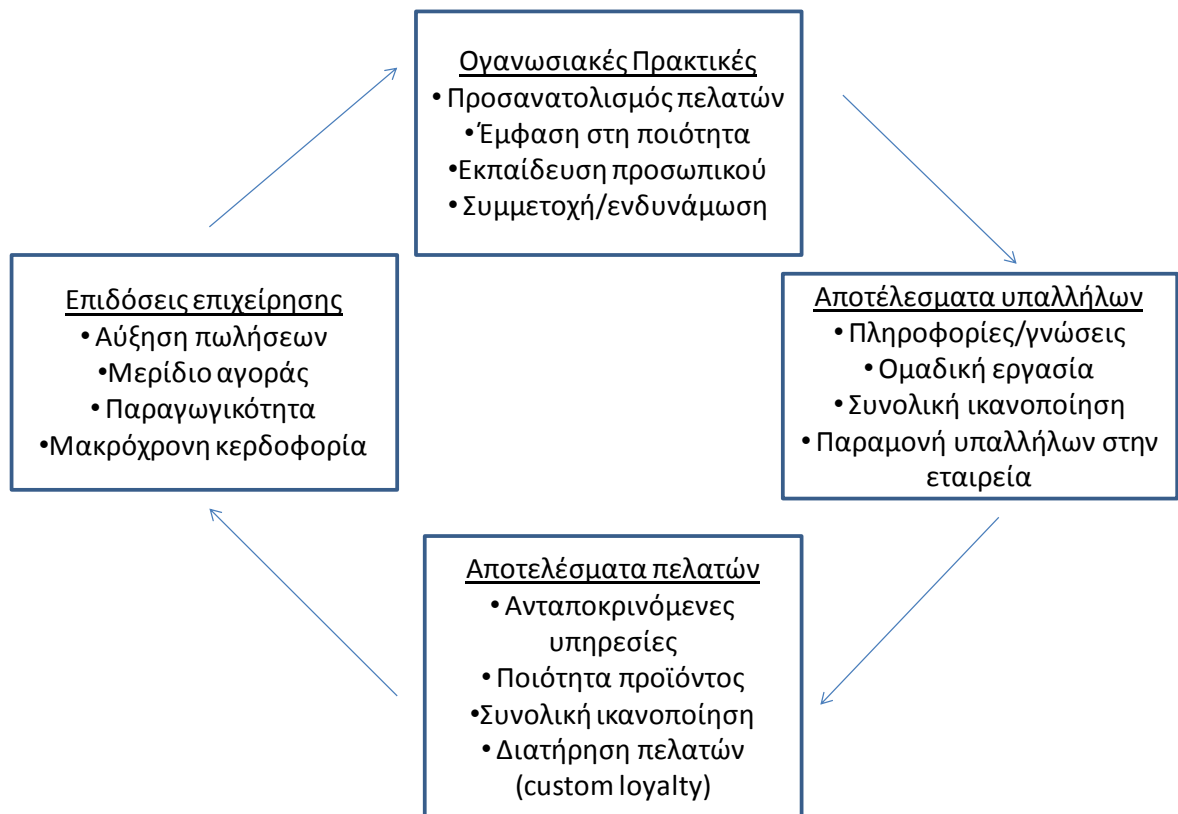 Ογανωσιακές Πρακτικές
• Προσανατολισμός πελατών
•Έμφαση στη ποιότητα
•Εκπαίδευση προσωπικού
• Συμμετοχή/ενδυνάμωση
Επιδόσεις επιχείρησης
• Αύξηση πωλήσεων
•Μερίδιο αγοράς
• Παραγωγικότητα
•Μακρόχρονη κερδοφορία
Αποτέλεσματα υπαλλήλων
• Πληροφορίες/γνώσεις
• Ομαδική εργασία
• Συνολική ικανοποίηση
• Παραμονή υπαλλήλων στην
εταιρεία
Αποτελέσματα πελατών
• Ανταποκρινόμενες
υπηρεσίες
• Ποιότητα προϊόντος
•Συνολική ικανοποίηση
• Διατήρηση πελατών
(custom loyalty)